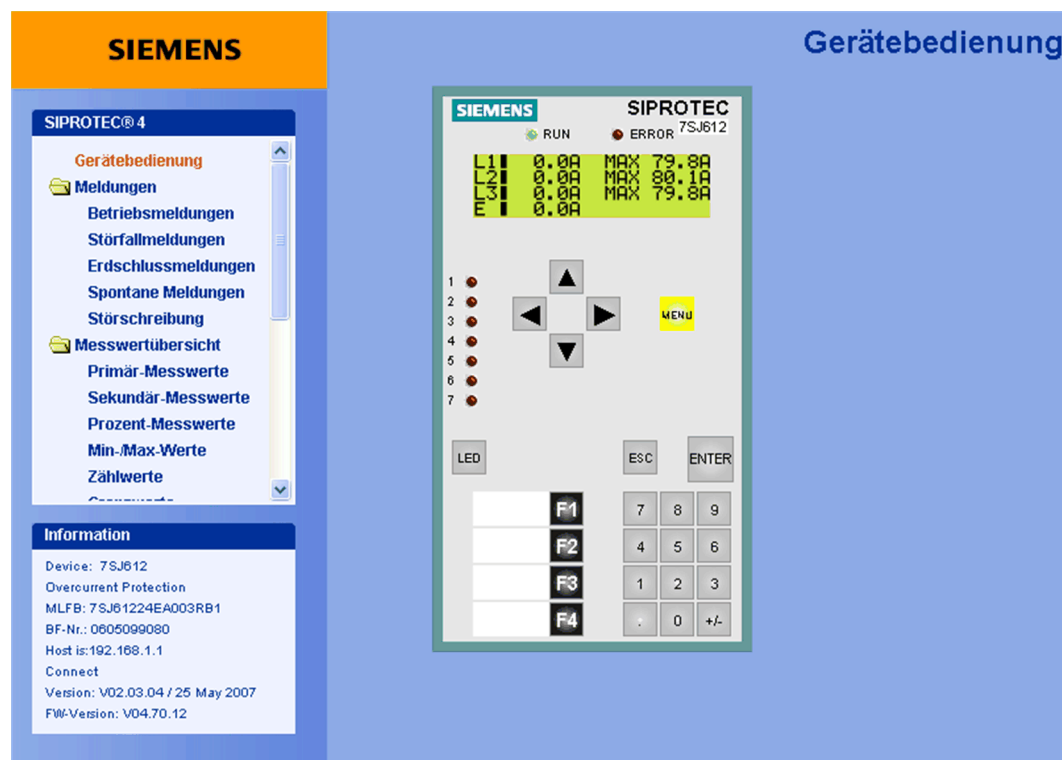 SIEMENS
Gerätebedienung
SIPROTEC® 4
Gerätebedienung
Meldungen
Betriebsmeldungen
Störfallmeldungen
Erdschlussmeldungen
Spontane Meldungen
Störschreibung
Messwertübersicht
Primär-Messwerte
Sekundär-Messwerte
Prozent-Messwerte
Min-/Max-Werte
Zählwerte
Information
Device: 7SJ612
Overcurrent Protection
MLFB: 7SJ61224EA003RB1
BF-Nr.: 0605099080
Host is:192.168.1.1
Connect
Version: V02.03.04 / 25 May 2007
FW-Version: V04.70.12
SIEMENS SIPROTEC
RUN ERROR 7SJ612
L1 0.0A MAX 79.8A
L2 0.0A MAX 80.1A
L3 0.0A MAX 79.8A
E 0.0A
1
2
3
4
5
6
7
MENU
LED ESC ENTER
F1 7 8 9
F2 4 5 6
F3 1 2 3
F4 . 0 +/-